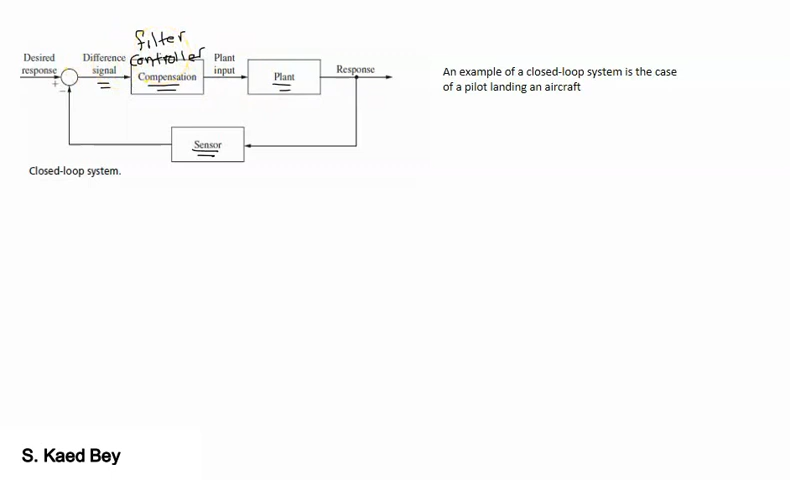 filter
controller
Desired
response
Difference
signal
Compensation
Plant
input
Plant
Response
+
−
Sensor
Closed-loop system.
An example of a closed-loop system is the case
of a pilot landing an aircraft
S. Kaed Bey